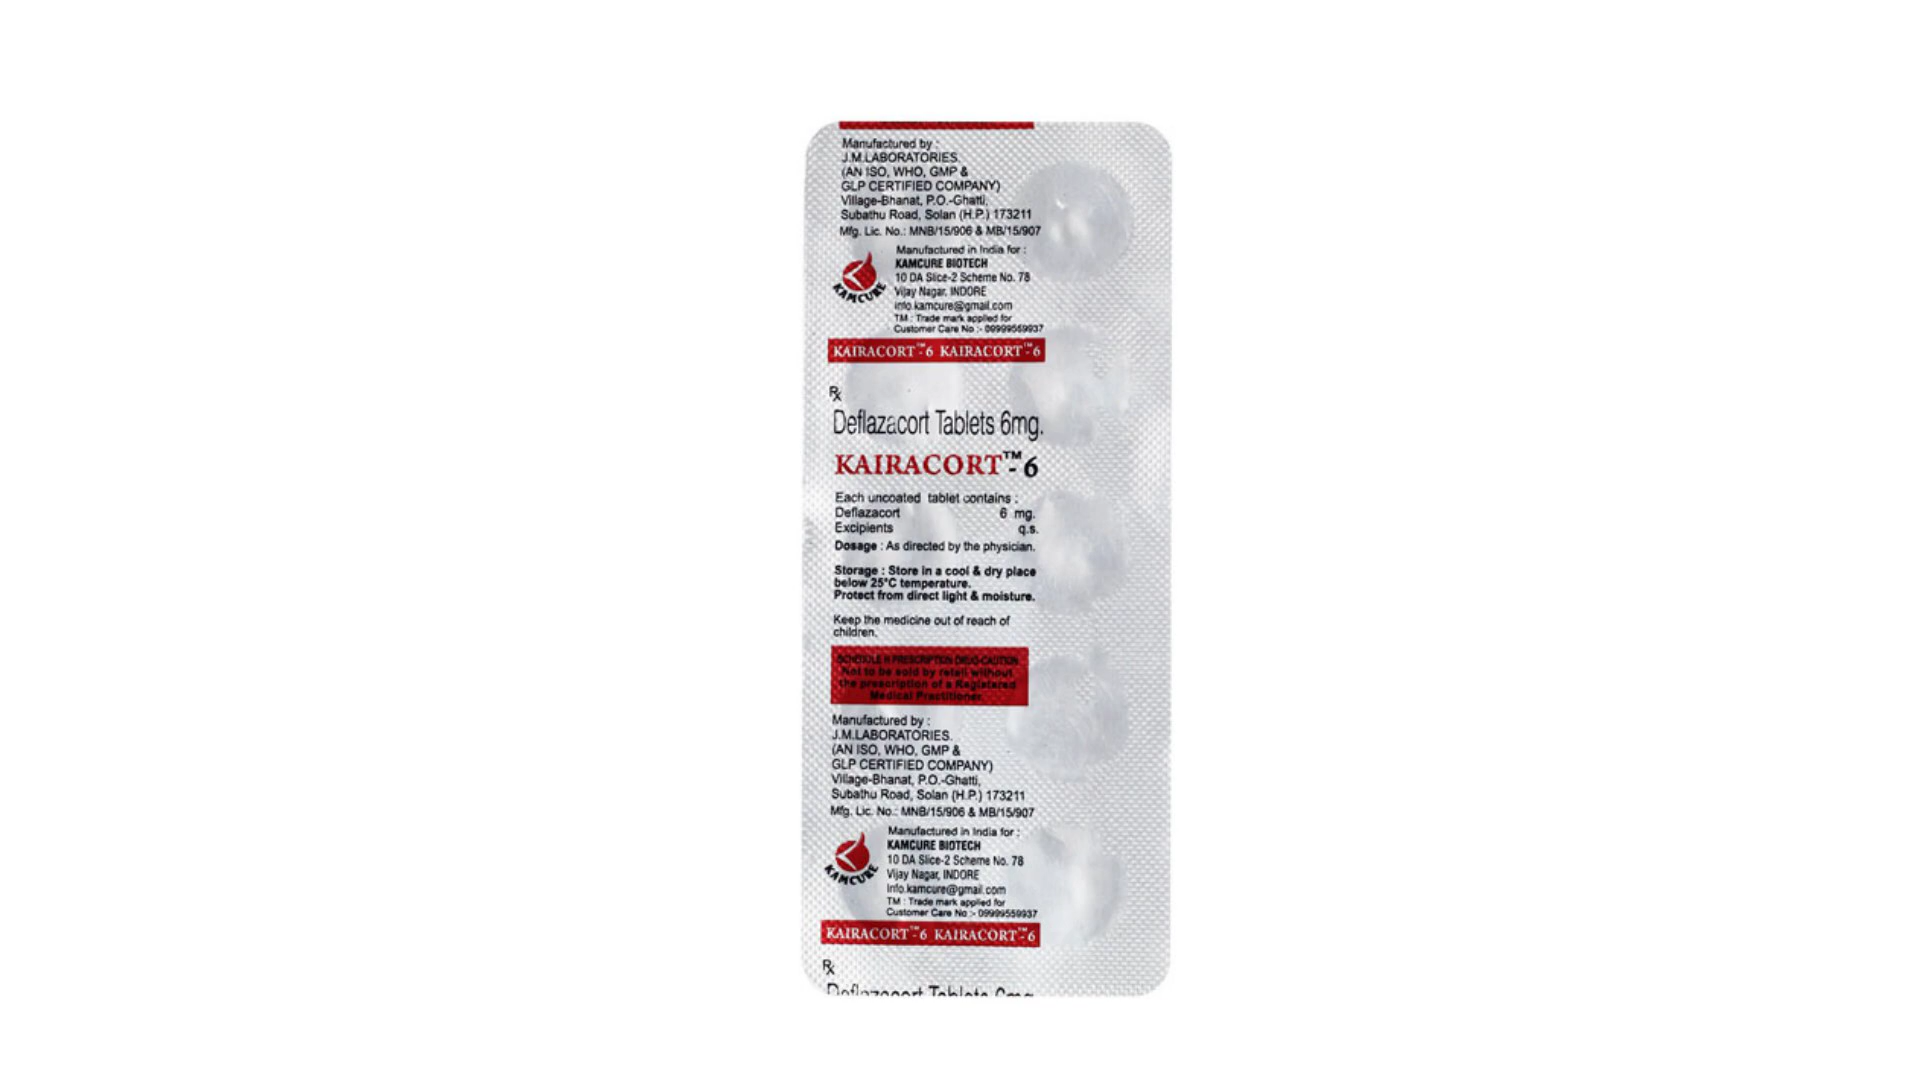 Manufactured by :
J.M.LABORATORIES.
(AN ISO, WHO, GMP &
GLP CERTIFIED COMPANY)
Village-Bhanat, P.O.-Ghatti,
Subathu Road, Solan (H.P.) 173211
Mfg. Lic. No.: MNB/15/906 & MB/15/907
Manufactured in India for :
KAMCURE BIOTECH
10 DA Slice-2 Scheme No. 78
Vijay Nagar, INDORE
info.kamcure@gmail.com
TM : Trade mark applied for
Customer Care No :- 09999559937
KAMCURE
KAIRACORT™-6 KAIRACORT™-6
Rx
Deflazacort Tablets 6mg.
KAIRACORT™-6
Each uncoated tablet contains :
Deflazacort 6 mg.
Excipients q.s.
Dosage : As directed by the physician.
Storage : Store in a cool & dry place
below 25°C temperature.
Protect from direct light & moisture.
Keep the medicine out of reach of
children.
SCHEDULE H PRESCRIPTION DRUG-CAUTION
Not to be sold by retail without
the prescription of a Registered
Medical Practitioner.
Manufactured by :
J.M.LABORATORIES.
(AN ISO, WHO, GMP &
GLP CERTIFIED COMPANY)
Village-Bhanat, P.O.-Ghatti,
Subathu Road, Solan (H.P.) 173211
Mfg. Lic. No.: MNB/15/906 & MB/15/907
Manufactured in India for :
KAMCURE BIOTECH
10 DA Slice-2 Scheme No. 78
Vijay Nagar, INDORE
Info.kamcure@gmail.com
TM : Trade mark applied for
Customer Care No :- 09999559937
KAMCURE
KAIRACORT™-6 KAIRACORT™-6
Rx
Deflazacort Tablets 6mg